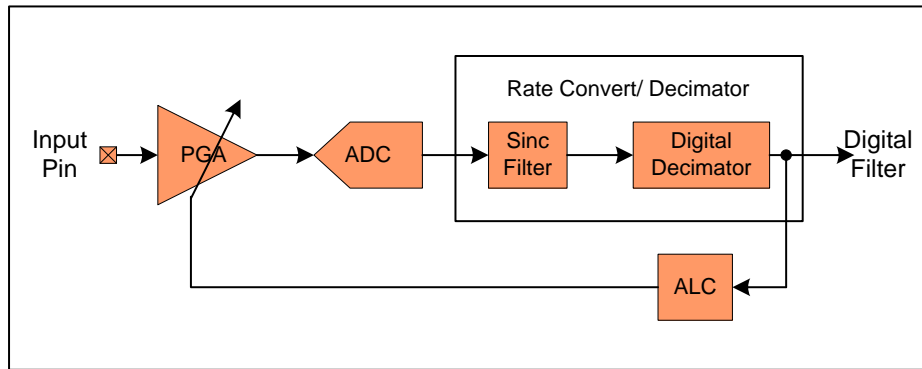 Rate Convert/ Decimator
Input
Pin
PGA
ADC
Sinc
Filter
Digital
Decimator
Digital
Filter
ALC